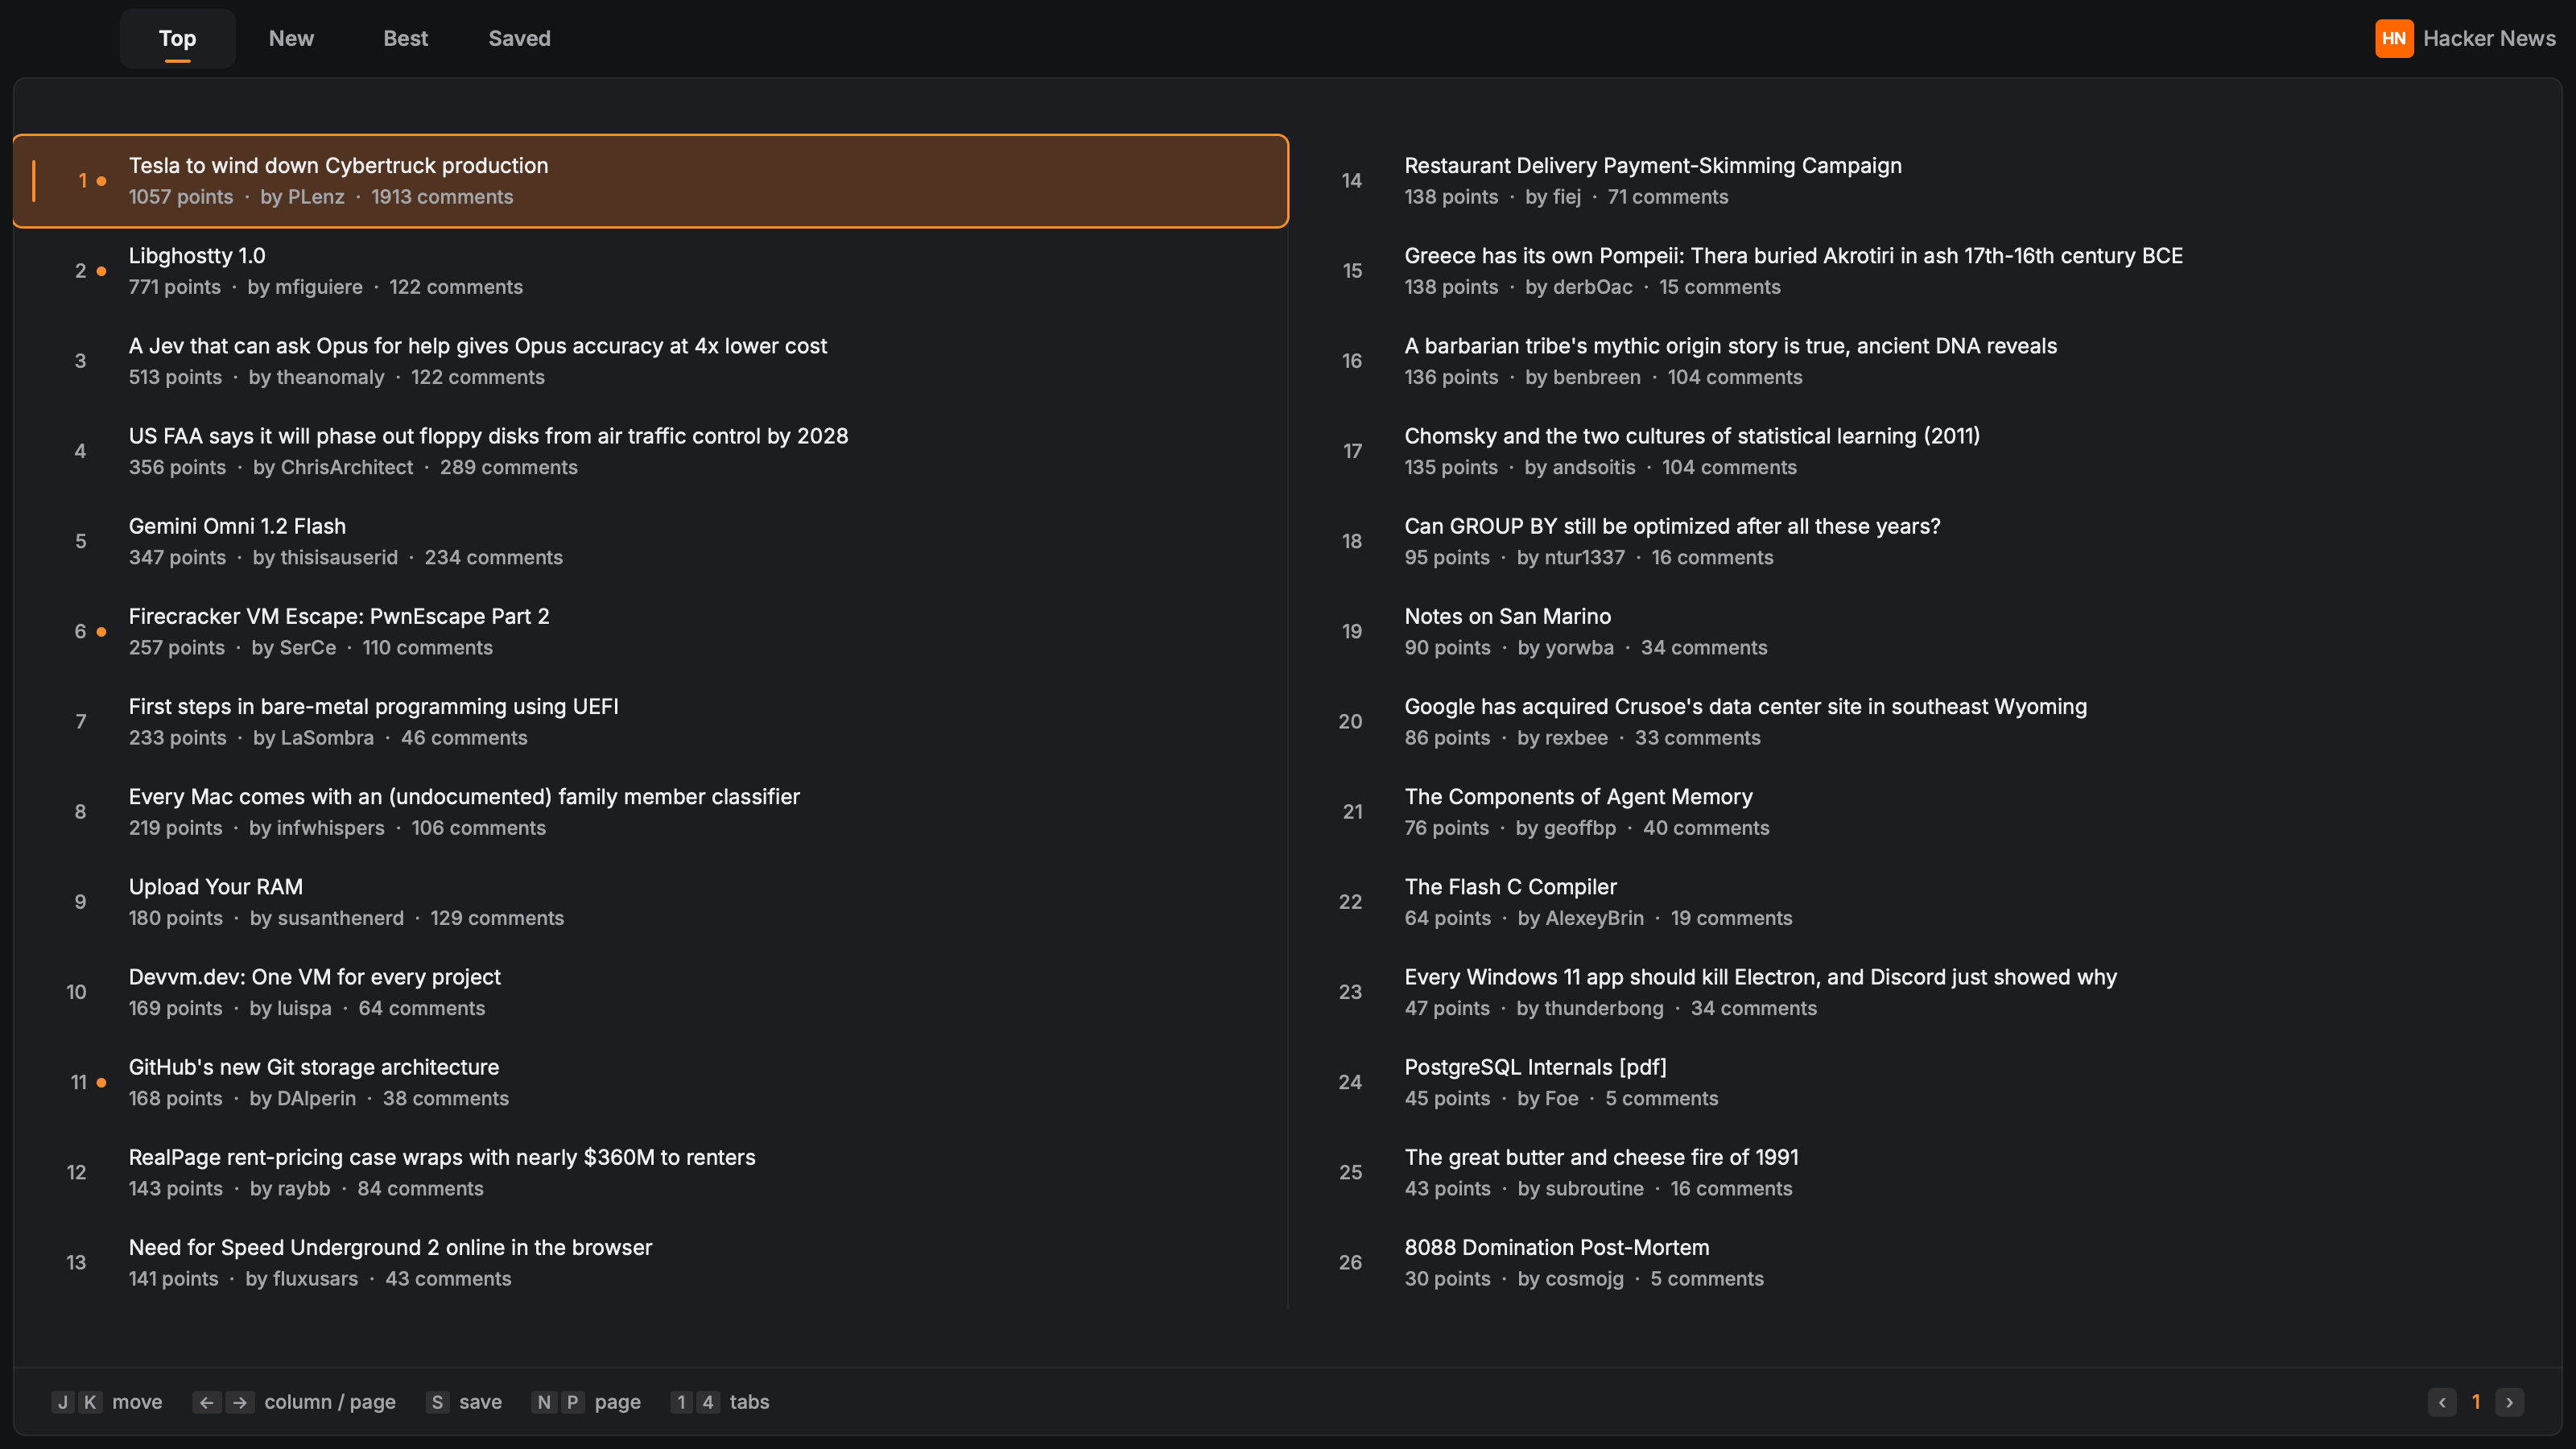 Top New Best Saved
HN Hacker News
1 Tesla to wind down Cybertruck production
1057 points · by PLenz · 1913 comments
2 Libghostty 1.0
771 points · by mfiguiere · 122 comments
3 A Jev that can ask Opus for help gives Opus accuracy at 4x lower cost
513 points · by theanomaly · 122 comments
4 US FAA says it will phase out floppy disks from air traffic control by 2028
356 points · by ChrisArchitect · 289 comments
5 Gemini Omni 1.2 Flash
347 points · by thisisauserid · 234 comments
6 Firecracker VM Escape: PwnEscape Part 2
257 points · by SerCe · 110 comments
7 First steps in bare-metal programming using UEFI
233 points · by LaSombra · 46 comments
8 Every Mac comes with an (undocumented) family member classifier
219 points · by infwhispers · 106 comments
9 Upload Your RAM
180 points · by susanthenerd · 129 comments
10 Devvm.dev: One VM for every project
169 points · by luispa · 64 comments
11 GitHub's new Git storage architecture
168 points · by DAlperin · 38 comments
12 RealPage rent-pricing case wraps with nearly $360M to renters
143 points · by raybb · 84 comments
13 Need for Speed Underground 2 online in the browser
141 points · by fluxusars · 43 comments
14 Restaurant Delivery Payment-Skimming Campaign
138 points · by fiej · 71 comments
15 Greece has its own Pompeii: Thera buried Akrotiri in ash 17th-16th century BCE
138 points · by derbOac · 15 comments
16 A barbarian tribe's mythic origin story is true, ancient DNA reveals
136 points · by benbreen · 104 comments
17 Chomsky and the two cultures of statistical learning (2011)
135 points · by andsoitis · 104 comments
18 Can GROUP BY still be optimized after all these years?
95 points · by ntur1337 · 16 comments
19 Notes on San Marino
90 points · by yorwba · 34 comments
20 Google has acquired Crusoe's data center site in southeast Wyoming
86 points · by rexbee · 33 comments
21 The Components of Agent Memory
76 points · by geoffbp · 40 comments
22 The Flash C Compiler
64 points · by AlexeyBrin · 19 comments
23 Every Windows 11 app should kill Electron, and Discord just showed why
47 points · by thunderbong · 34 comments
24 PostgreSQL Internals [pdf]
45 points · by Foe · 5 comments
25 The great butter and cheese fire of 1991
43 points · by subroutine · 16 comments
26 8088 Domination Post-Mortem
30 points · by cosmojg · 5 comments
J K move ← → column / page S save N P page 1 4 tabs
‹ 1 ›